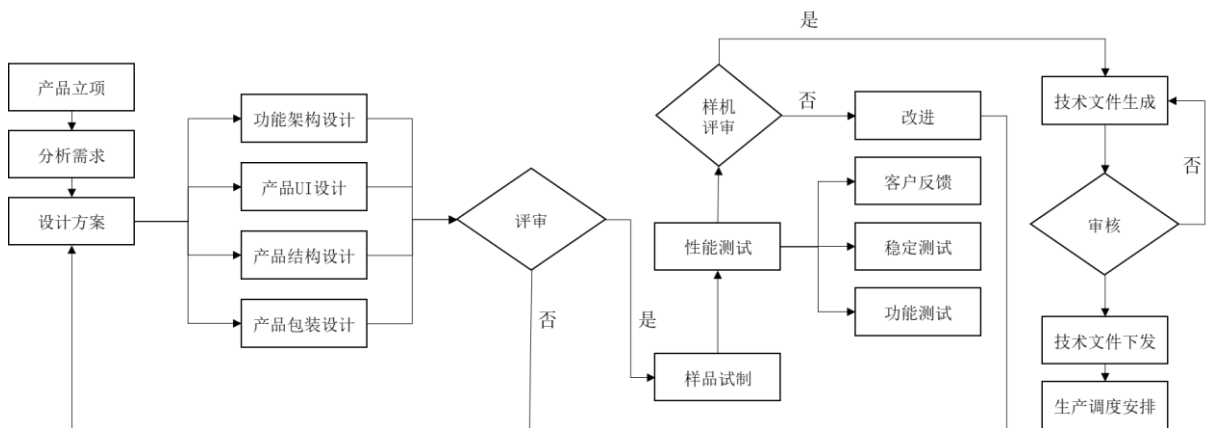 产品立项
分析需求
设计方案
功能架构设计
产品UI设计
产品结构设计
产品包装设计
评审
否
是
样品试制
性能测试
样机
评审
是
否
改进
客户反馈
稳定测试
功能测试
技术文件生成
审核
否
技术文件下发
生产调度安排